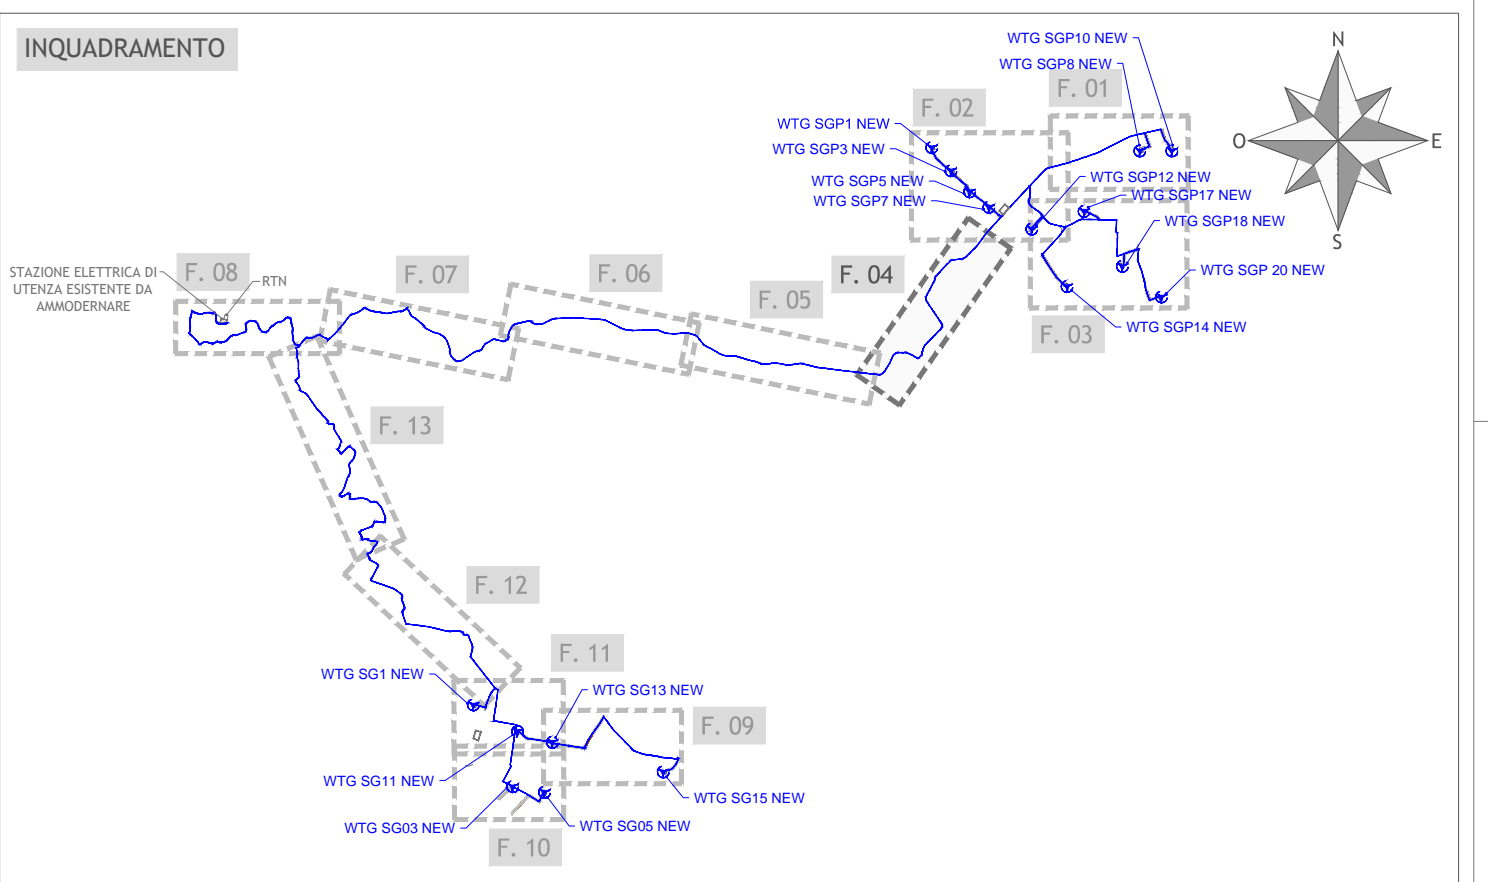 INQUADRAMENTO
WTG SGP10 NEW
N
WTG SGP8 NEW
F. 01
F. 02
WTG SGP1 NEW
O
E
WTG SGP3 NEW
WTG SGP12 NEW
WTG SGP5 NEW
WTG SGP17 NEW
WTG SGP7 NEW
WTG SGP18 NEW
S
STAZIONE ELETTRICA DI
UTENZA ESISTENTE DA
AMMODERNARE
F. 08
RTN
F. 07
F. 06
F. 05
F. 04
WTG SGP 20 NEW
WTG SGP14 NEW
F. 03
F. 13
F. 12
F. 11
WTG SG1 NEW
WTG SG13 NEW
F. 09
WTG SG11 NEW
WTG SG15 NEW
WTG SG03 NEW
WTG SG05 NEW
F. 10